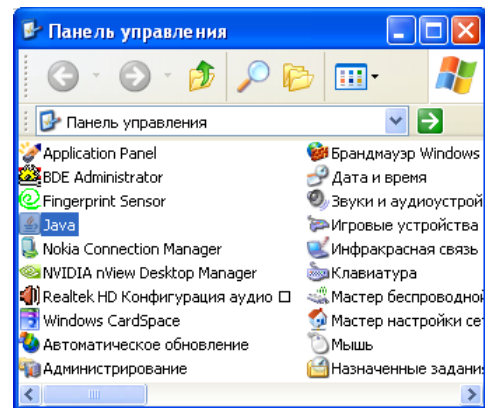 Панель управления
Панель управления
Application Panel
BDE Administrator
Fingerprint Sensor
Java
Nokia Connection Manager
NVIDIA nView Desktop Manager
Realtek HD Конфигурация аудио
Windows CardSpace
Автоматическое обновление
Администрирование
Брандмауэр Windows
Дата и время
Звуки и аудиоустрой
Игровые устройства
Инфракрасная связь
Клавиатура
Мастер беспроводной
Мастер настройки се
Мышь
Назначенные задани